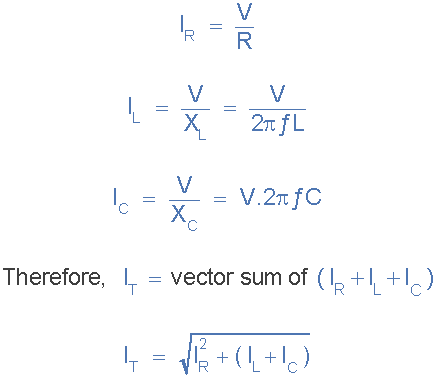 I_R = V/R
I_L = V/X_L = V/2πƒL
I_C = V/X_C = V.2πƒC
Therefore, I_T = vector sum of ( I_R + I_L + I_C )
I_T = √(I_R² + ( I_L + I_C ))